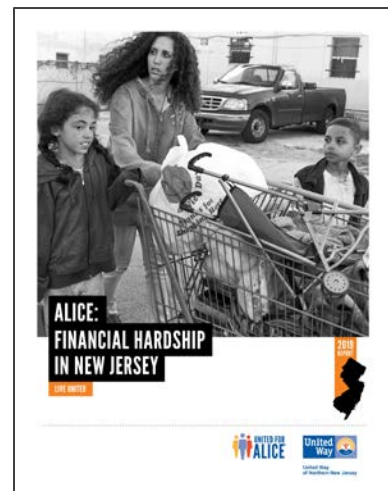 ALICE:
FINANCIAL HARDSHIP
IN NEW JERSEY
LIVE UNITED
2019
REPORT
UNITED FOR
ALICE
United
Way
United Way
of Northern New Jersey